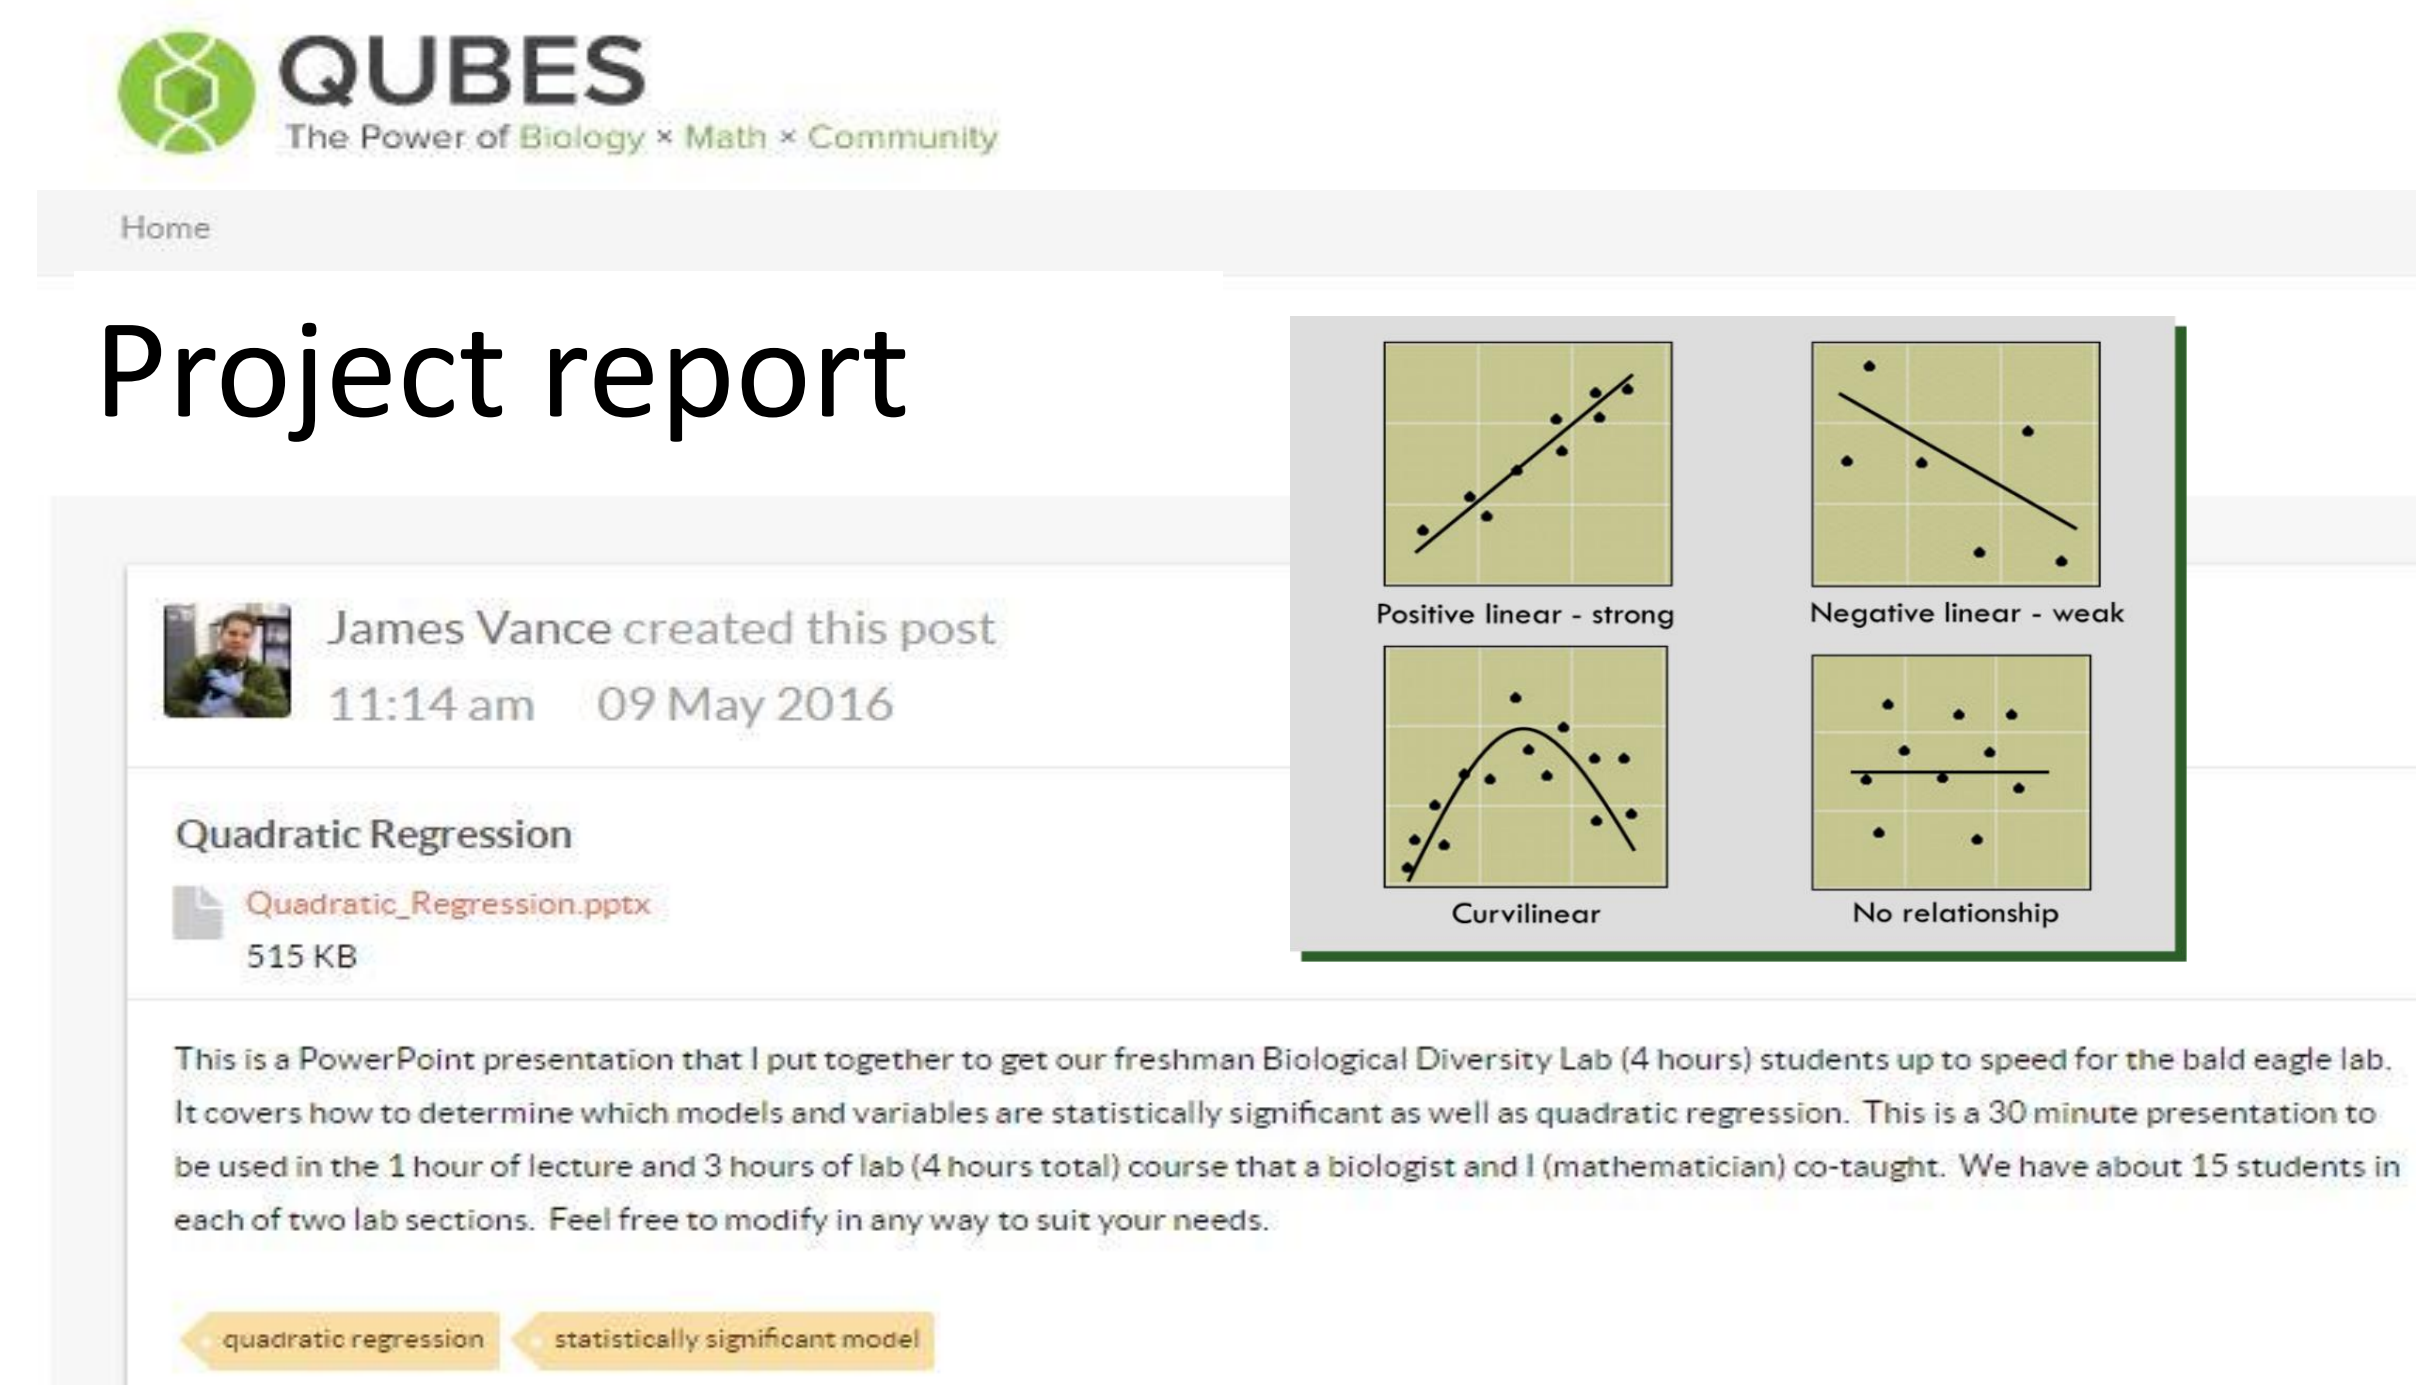 QUBES
The Power of Biology × Math × Community
Home
Project report
James Vance created this post
11:14 am 09 May 2016
Quadratic Regression
Quadratic_Regression.pptx
515 KB
Positive linear - strong
Negative linear - weak
Curvilinear
No relationship
This is a PowerPoint presentation that I put together to get our freshman Biological Diversity Lab (4 hours) students up to speed for the bald eagle lab.
It covers how to determine which models and variables are statistically significant as well as quadratic regression. This is a 30 minute presentation to
be used in the 1 hour of lecture and 3 hours of lab (4 hours total) course that a biologist and I (mathematician) co-taught. We have about 15 students in
each of two lab sections. Feel free to modify in any way to suit your needs.
quadratic regression
statistically significant model